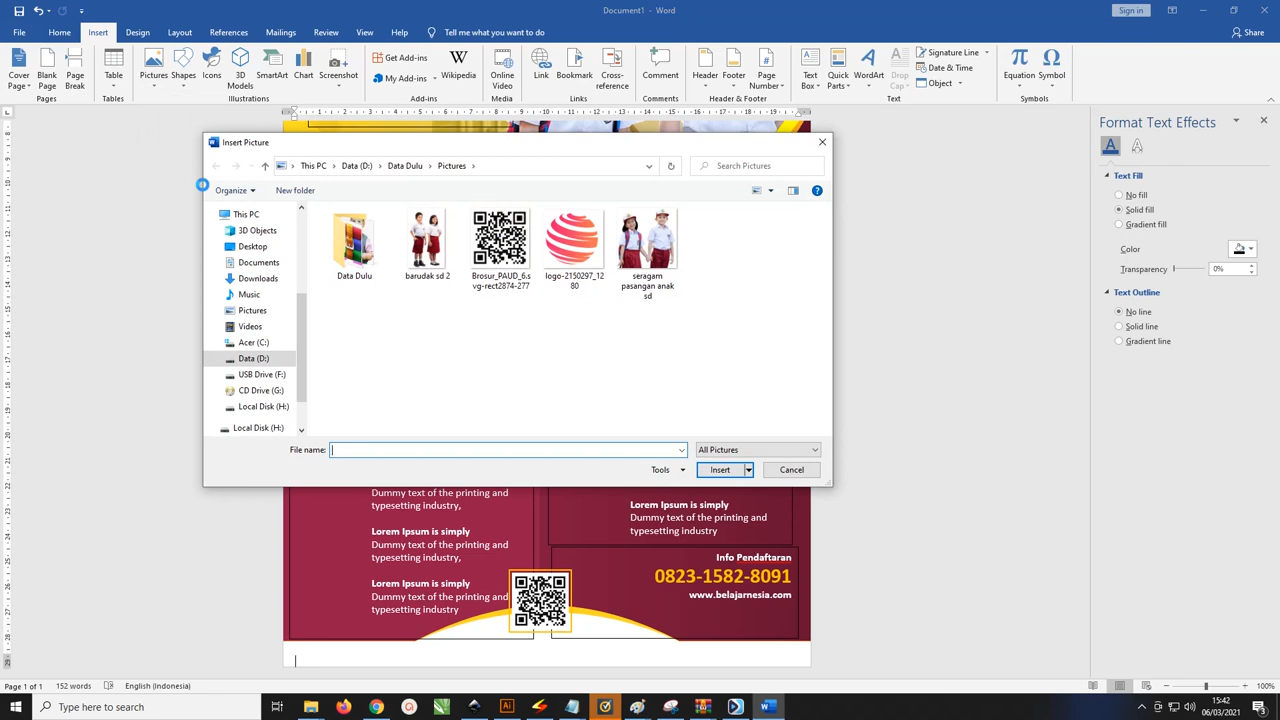 Document1 - Word
Sign in
File Home Insert Design Layout References Mailings Review View Help Tell me what you want to do
Share
Cover Page
Blank Page
Page Break
Pages
Table
Tables
Pictures
Shapes
Icons
3D Models
SmartArt
Chart
Screenshot
Illustrations
Get Add-ins
My Add-ins
Wikipedia
Add-ins
Online Video
Media
Link
Bookmark
Cross-reference
Links
Comment
Comments
Header
Footer
Page Number
Header & Footer
Text Box
Quick Parts
WordArt
Drop Cap
Signature Line
Date & Time
Object
Text
Equation
Symbol
Symbols
Insert Picture
This PC > Data (D:) > Data Dulu > Pictures >
Search Pictures
Organize
New folder
This PC
3D Objects
Desktop
Documents
Downloads
Music
Pictures
Videos
Acer (C:)
Data (D:)
USB Drive (F:)
CD Drive (G:)
Local Disk (H:)
Local Disk (H:)
Data Dulu
barudak sd 2
Brosur_PAUD_6.s
vg-rect2874-277
logo-2150297_12
80
seragam
pasangan anak
sd
File name:
All Pictures
Tools
Insert
Cancel
Format Text Effects
Text Fill
No fill
Solid fill
Gradient fill
Color
Transparency
0%
Text Outline
No line
Solid line
Gradient line
Dummy text of the printing and
typesetting industry,
Lorem Ipsum is simply
Dummy text of the printing and
typesetting industry,
Lorem Ipsum is simply
Dummy text of the printing and
typesetting industry
Lorem Ipsum is simply
Dummy text of the printing and
typesetting industry
Info Pendaftaran
0823-1582-8091
www.belajarnesia.com
Page 1 of 1
152 words
English (Indonesia)
100%
Type here to search
15:42
06/03/2021